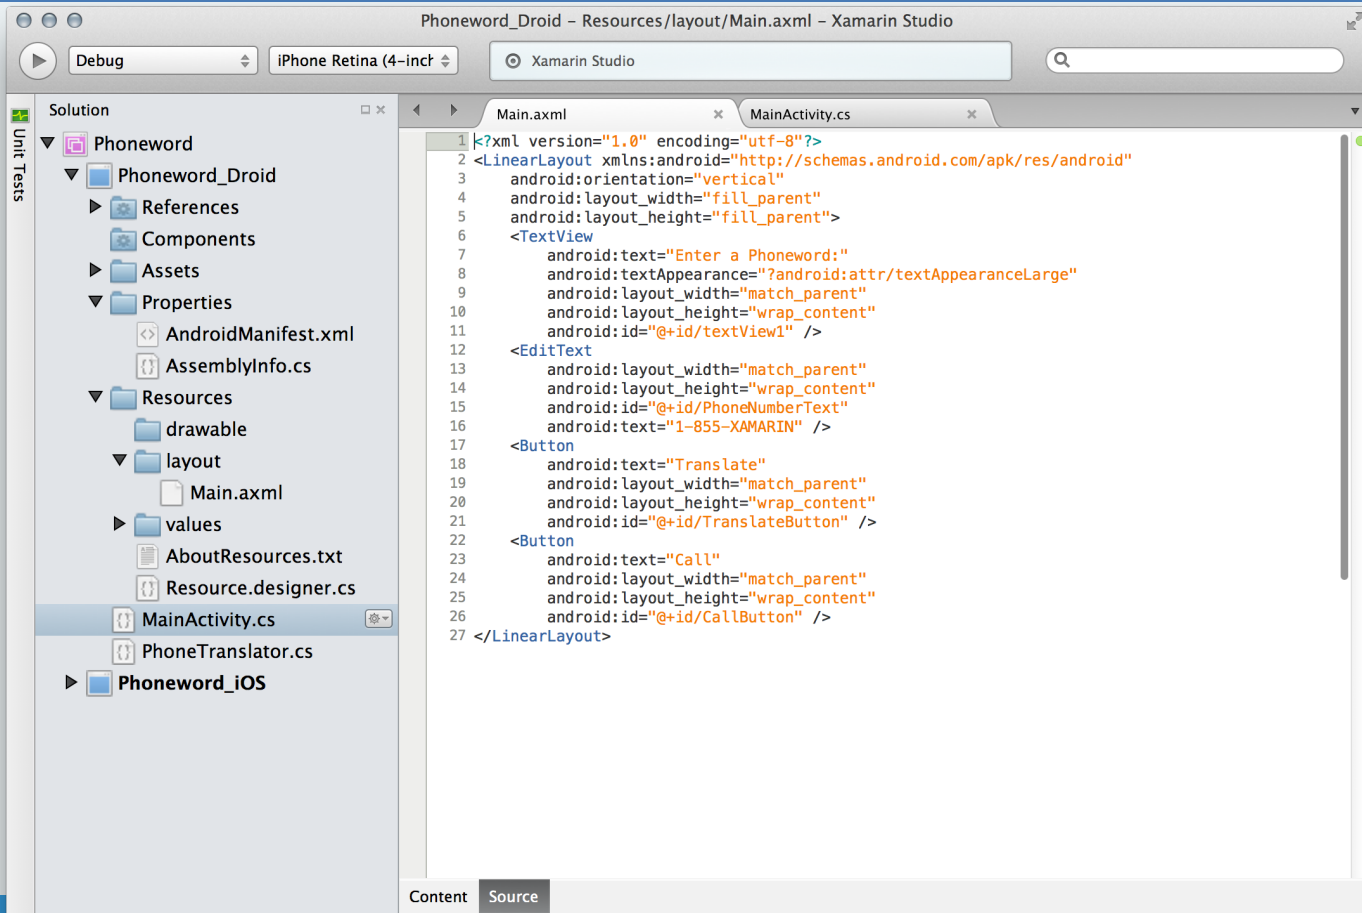 Phoneword_Droid – Resources/layout/Main.axml – Xamarin Studio
Debug
iPhone Retina (4-inch
Xamarin Studio
Unit Tests
Solution
Phoneword
Phoneword_Droid
References
Components
Assets
Properties
AndroidManifest.xml
AssemblyInfo.cs
Resources
drawable
layout
Main.axml
values
AboutResources.txt
Resource.designer.cs
MainActivity.cs
PhoneTranslator.cs
Phoneword_iOS
Main.axml
MainActivity.cs
1 <?xml version="1.0" encoding="utf-8"?>
2 <LinearLayout xmlns:android="http://schemas.android.com/apk/res/android"
3     android:orientation="vertical"
4     android:layout_width="fill_parent"
5     android:layout_height="fill_parent">
6     <TextView
7         android:text="Enter a Phoneword:"
8         android:textAppearance="?android:attr/textAppearanceLarge"
9         android:layout_width="match_parent"
10         android:layout_height="wrap_content"
11         android:id="@+id/textView1" />
12     <EditText
13         android:layout_width="match_parent"
14         android:layout_height="wrap_content"
15         android:id="@+id/PhoneNumberText"
16         android:text="1-855-XAMARIN" />
17     <Button
18         android:text="Translate"
19         android:layout_width="match_parent"
20         android:layout_height="wrap_content"
21         android:id="@+id/TranslateButton" />
22     <Button
23         android:text="Call"
24         android:layout_width="match_parent"
25         android:layout_height="wrap_content"
26         android:id="@+id/CallButton" />
27 </LinearLayout>
Content
Source